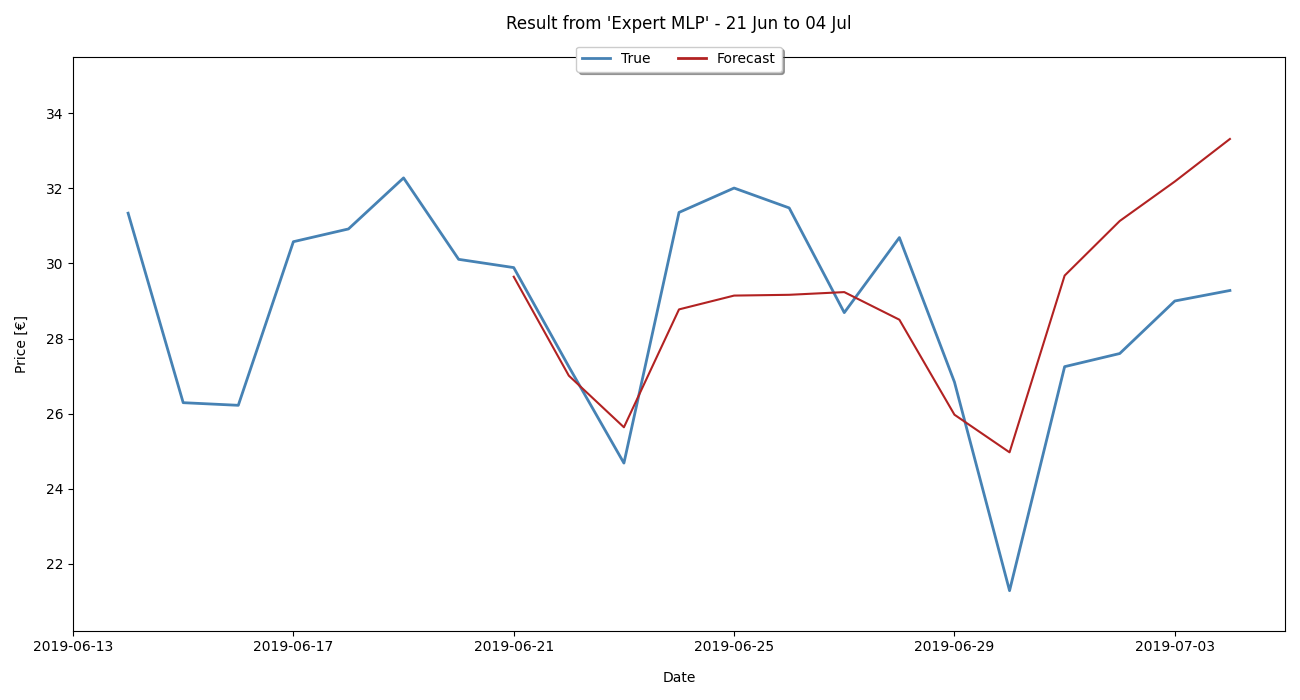 Result from 'Expert MLP' - 21 Jun to 04 Jul
True Forecast
34
32
30
28
26
24
22
Price [€]
2019-06-13 2019-06-17 2019-06-21 2019-06-25 2019-06-29 2019-07-03
Date